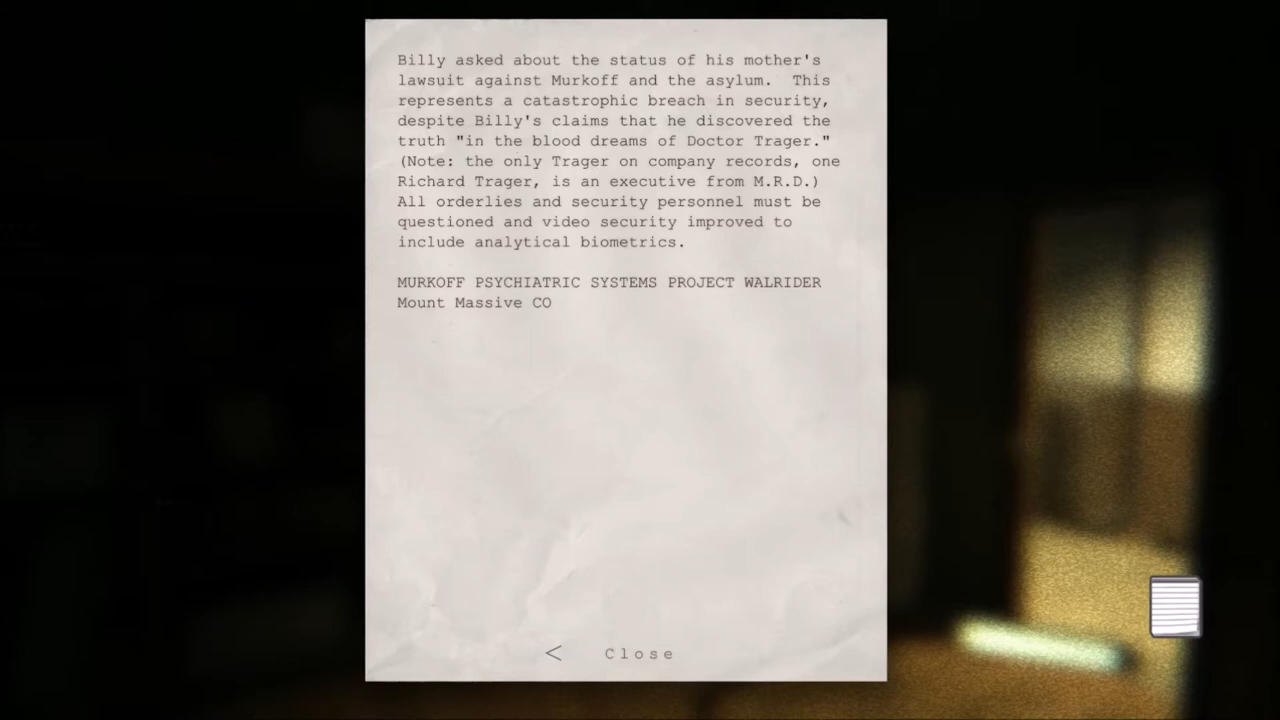 Billy asked about the status of his mother's
lawsuit against Murkoff and the asylum.  This
represents a catastrophic breach in security,
despite Billy's claims that he discovered the
truth "in the blood dreams of Doctor Trager."
(Note: the only Trager on company records, one
Richard Trager, is an executive from M.R.D.)
All orderlies and security personnel must be
questioned and video security improved to
include analytical biometrics.

MURKOFF PSYCHIATRIC SYSTEMS PROJECT WALRIDER
Mount Massive CO
< Close